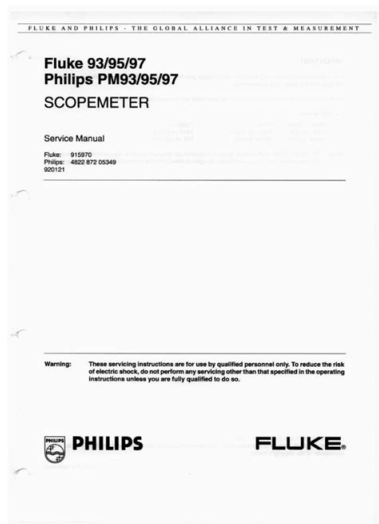 FLUKE AND PHILIPS - THE GLOBAL ALLIANCE IN TEST & MEASUREMENT
Fluke 93/95/97
Philips PM93/95/97
SCOPEMETER
Service Manual
Fluke: 915970
Philips: 4822 872 05349
920121
Warning: These servicing instructions are for use by qualified personnel only. To reduce the risk
of electric shock, do not perform any servicing other than that specified in the operating
instructions unless you are fully qualified to do so.
PHILIPS
PHILIPS
FLUKE®